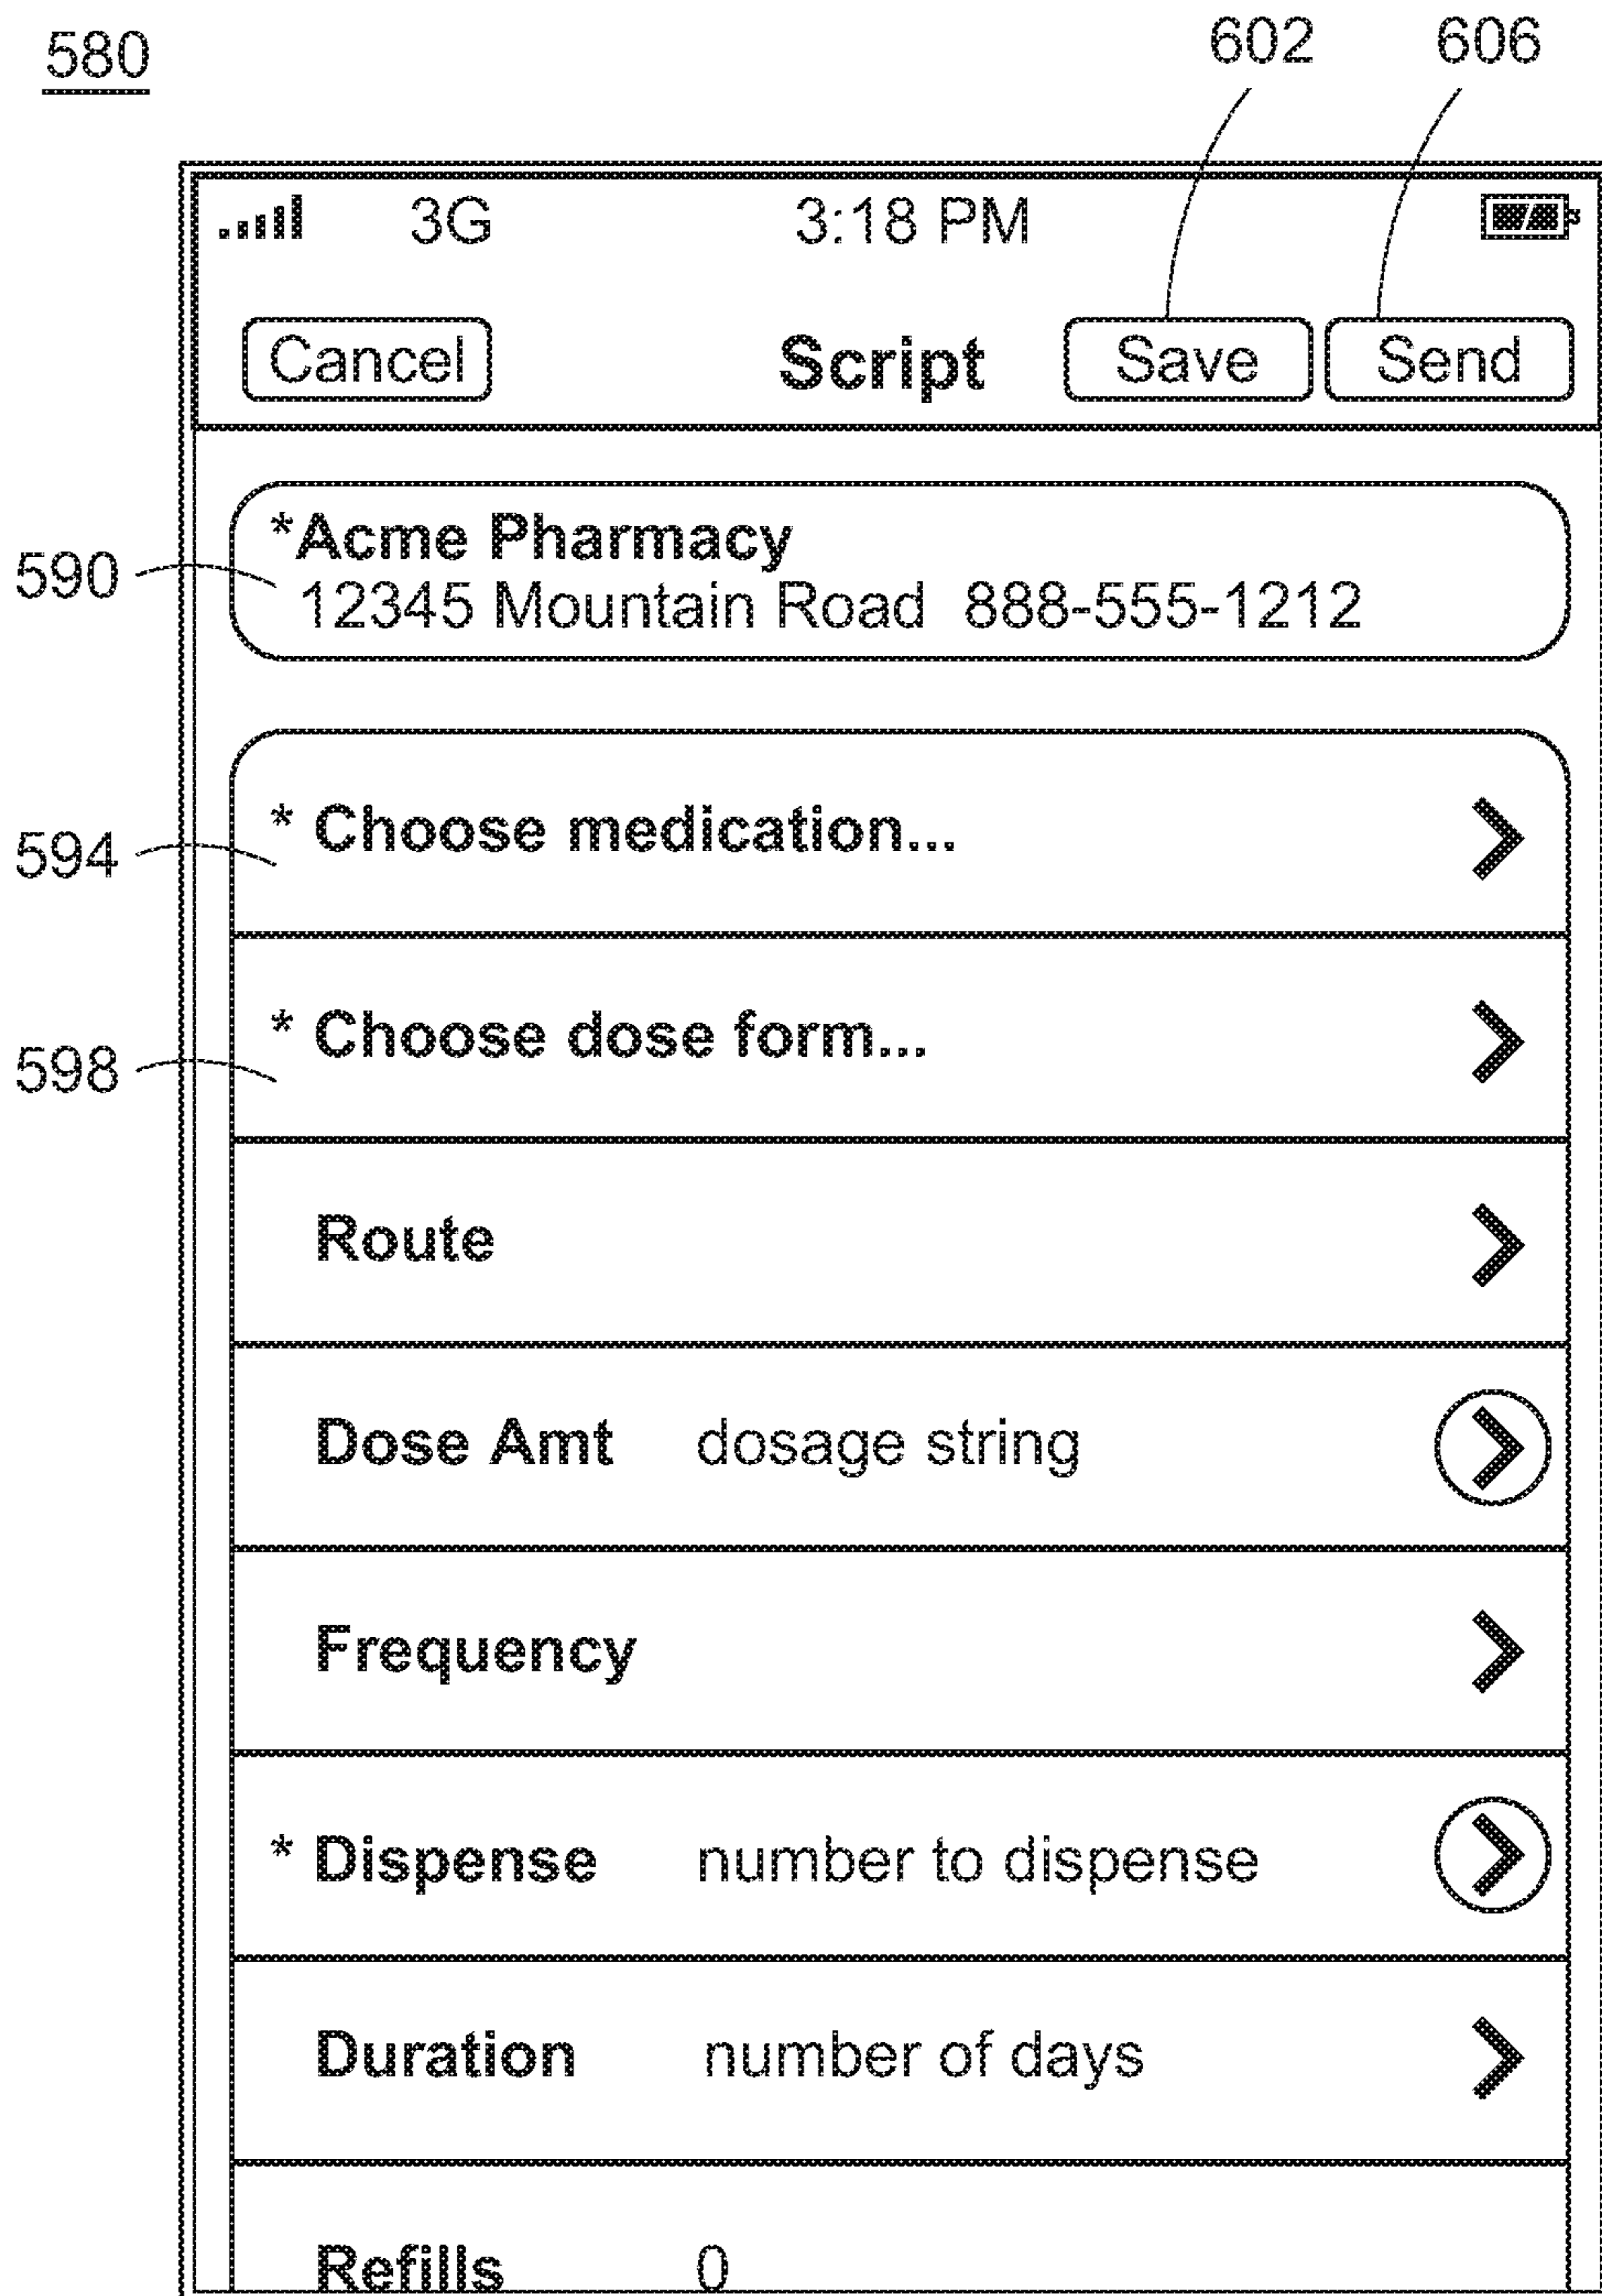 580
602 606
3G 3:18 PM
Cancel Script Save Send
*Acme Pharmacy
590
12345 Mountain Road 888-555-1212
* Choose medication...
594
* Choose dose form...
598
Route
Dose Amt dosage string
Frequency
* Dispense number to dispense
Duration number of days
Refills 0